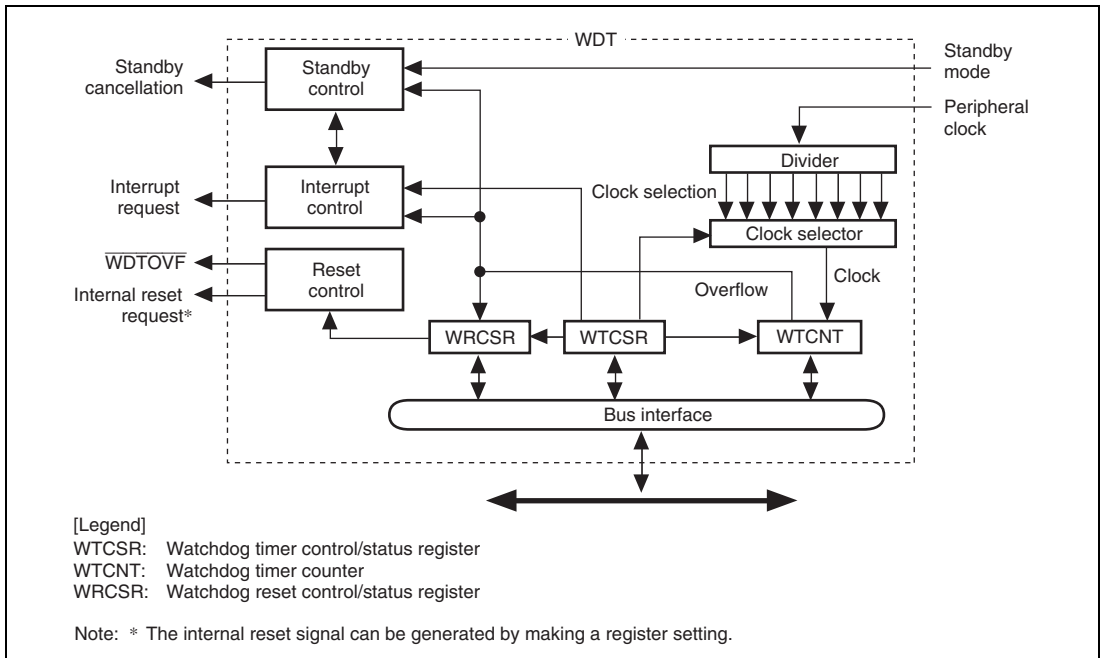 WDT
Standby
cancellation
Standby
control
Standby
mode
Peripheral
clock
Divider
Interrupt
request
Interrupt
control
Clock selection
Clock selector
WDTOVF
Internal reset
request*
Reset
control
Overflow
Clock
WRCSR
WTCSR
WTCNT
Bus interface
[Legend]
WTCSR: Watchdog timer control/status register
WTCNT: Watchdog timer counter
WRCSR: Watchdog reset control/status register
Note: * The internal reset signal can be generated by making a register setting.